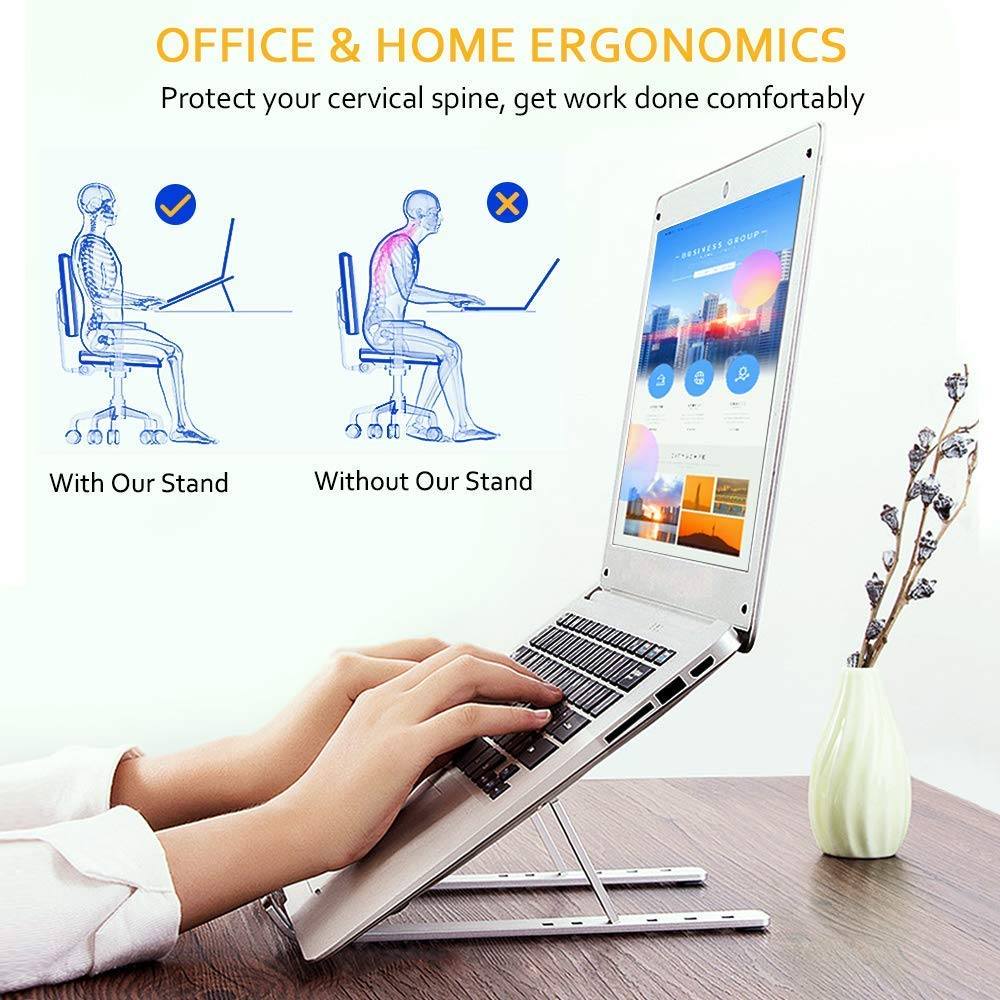 OFFICE & HOME ERGONOMICS
Protect your cervical spine, get work done comfortably
BUSINESS GROUP
With Our Stand
Without Our Stand